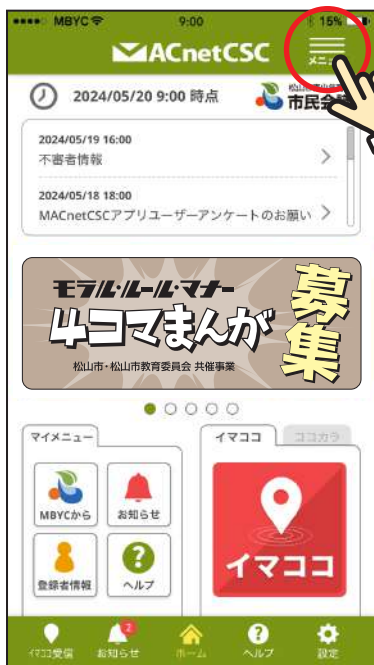 MBYC
9:00
15%
MACnetCSC
メニュー
2024/05/20 9:00 時点
市民会
2024/05/19 16:00
不審者情報
2024/05/18 18:00
MACnetCSCアプリユーザーアンケートのお願い
モラル・ルール・マナー
4コマまんが
募集
松山市・松山市教育委員会 共催事業
マイメニュー
イマココ
ココカラ
MBYCから
お知らせ
登録者情報
ヘルプ
イマココ
2
イマココ受信
お知らせ
ホーム
ヘルプ
設定